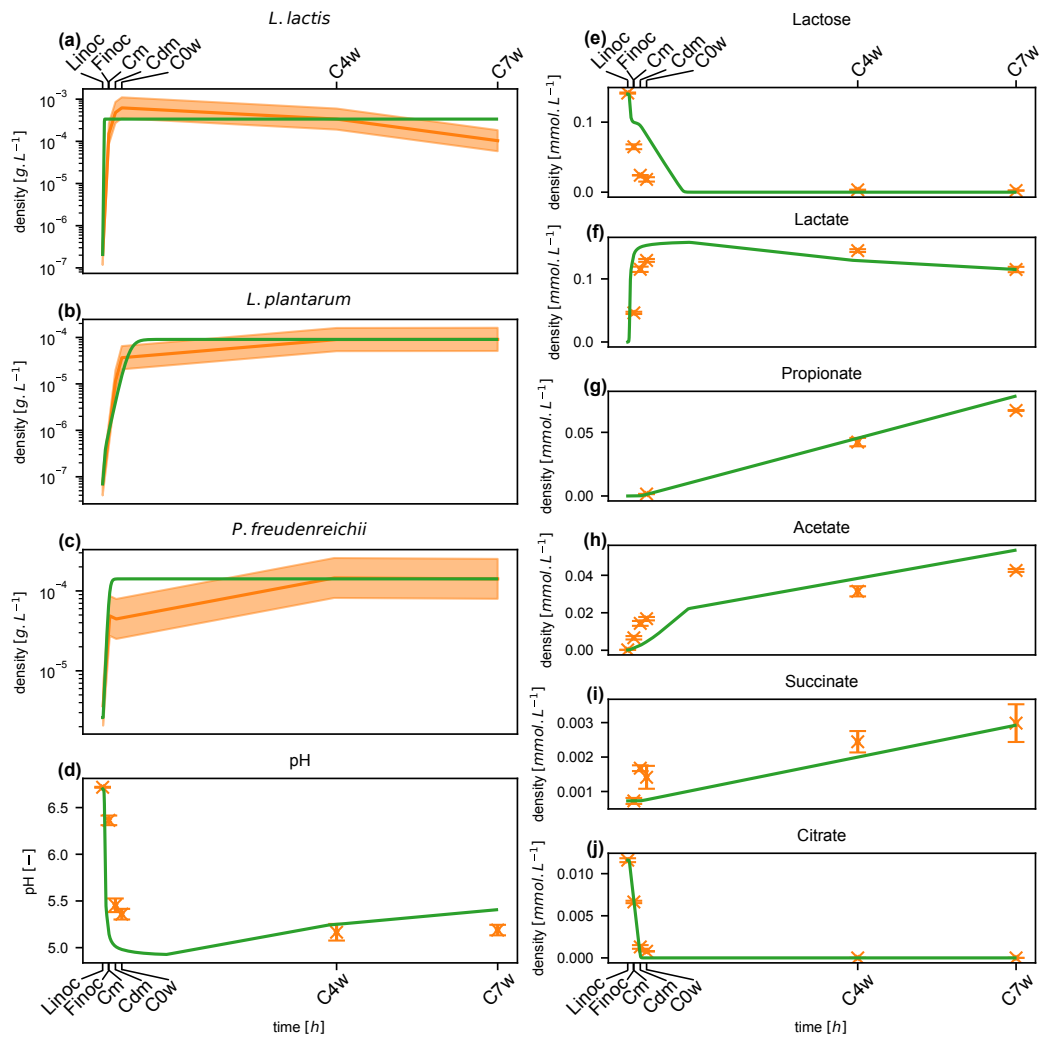 L. lactis
(a)
Linoc
Finoc
Cm
Cdm
C0w
C4w
C7w
density [g. L⁻¹]
10⁻³
10⁻⁴
10⁻⁵
10⁻⁶
10⁻⁷
L. plantarum
(b)
density [g. L⁻¹]
10⁻⁴
10⁻⁵
10⁻⁶
10⁻⁷
P. freudenreichii
(c)
density [g. L⁻¹]
10⁻⁴
10⁻⁵
pH
(d)
pH [−]
6.5
6.0
5.5
5.0
Linoc
Finoc
Cm
Cdm
C0w
C4w
C7w
time [h]
Lactose
(e)
Linoc
Finoc
Cm
Cdm
C0w
C4w
C7w
density [mmol. L⁻¹]
0.1
0.0
Lactate
(f)
density [mmol. L⁻¹]
0.1
0.0
Propionate
(g)
density [mmol. L⁻¹]
0.05
0.00
Acetate
(h)
density [mmol. L⁻¹]
0.04
0.02
0.00
Succinate
(i)
density [mmol. L⁻¹]
0.003
0.002
0.001
Citrate
(j)
density [mmol. L⁻¹]
0.010
0.005
0.000
Linoc
Finoc
Cm
Cdm
C0w
C4w
C7w
time [h]